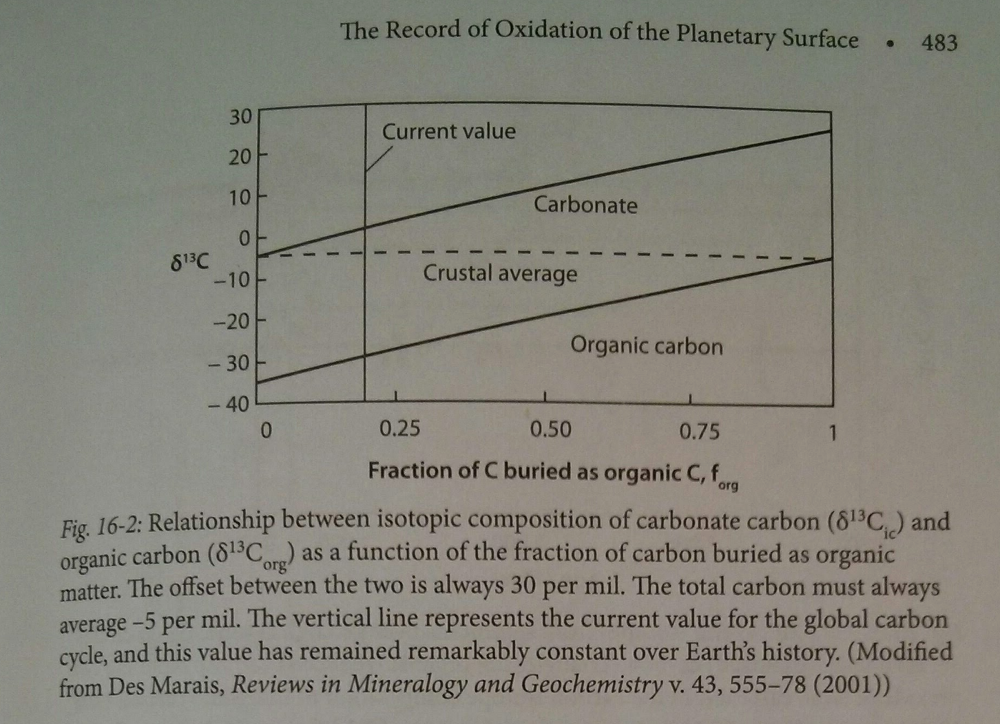 The Record of Oxidation of the Planetary Surface • 483
30
Current value
20
10
Carbonate
0
δ¹³C
Crustal average
−10
−20
Organic carbon
− 30
− 40
0 0.25 0.50 0.75 1
Fraction of C buried as organic C, f_org
Fig. 16-2: Relationship between isotopic composition of carbonate carbon (δ¹³C_ic) and
organic carbon (δ¹³C_org) as a function of the fraction of carbon buried as organic
matter. The offset between the two is always 30 per mil. The total carbon must always
average −5 per mil. The vertical line represents the current value for the global carbon
cycle, and this value has remained remarkably constant over Earth's history. (Modified
from Des Marais, Reviews in Mineralogy and Geochemistry v. 43, 555–78 (2001))